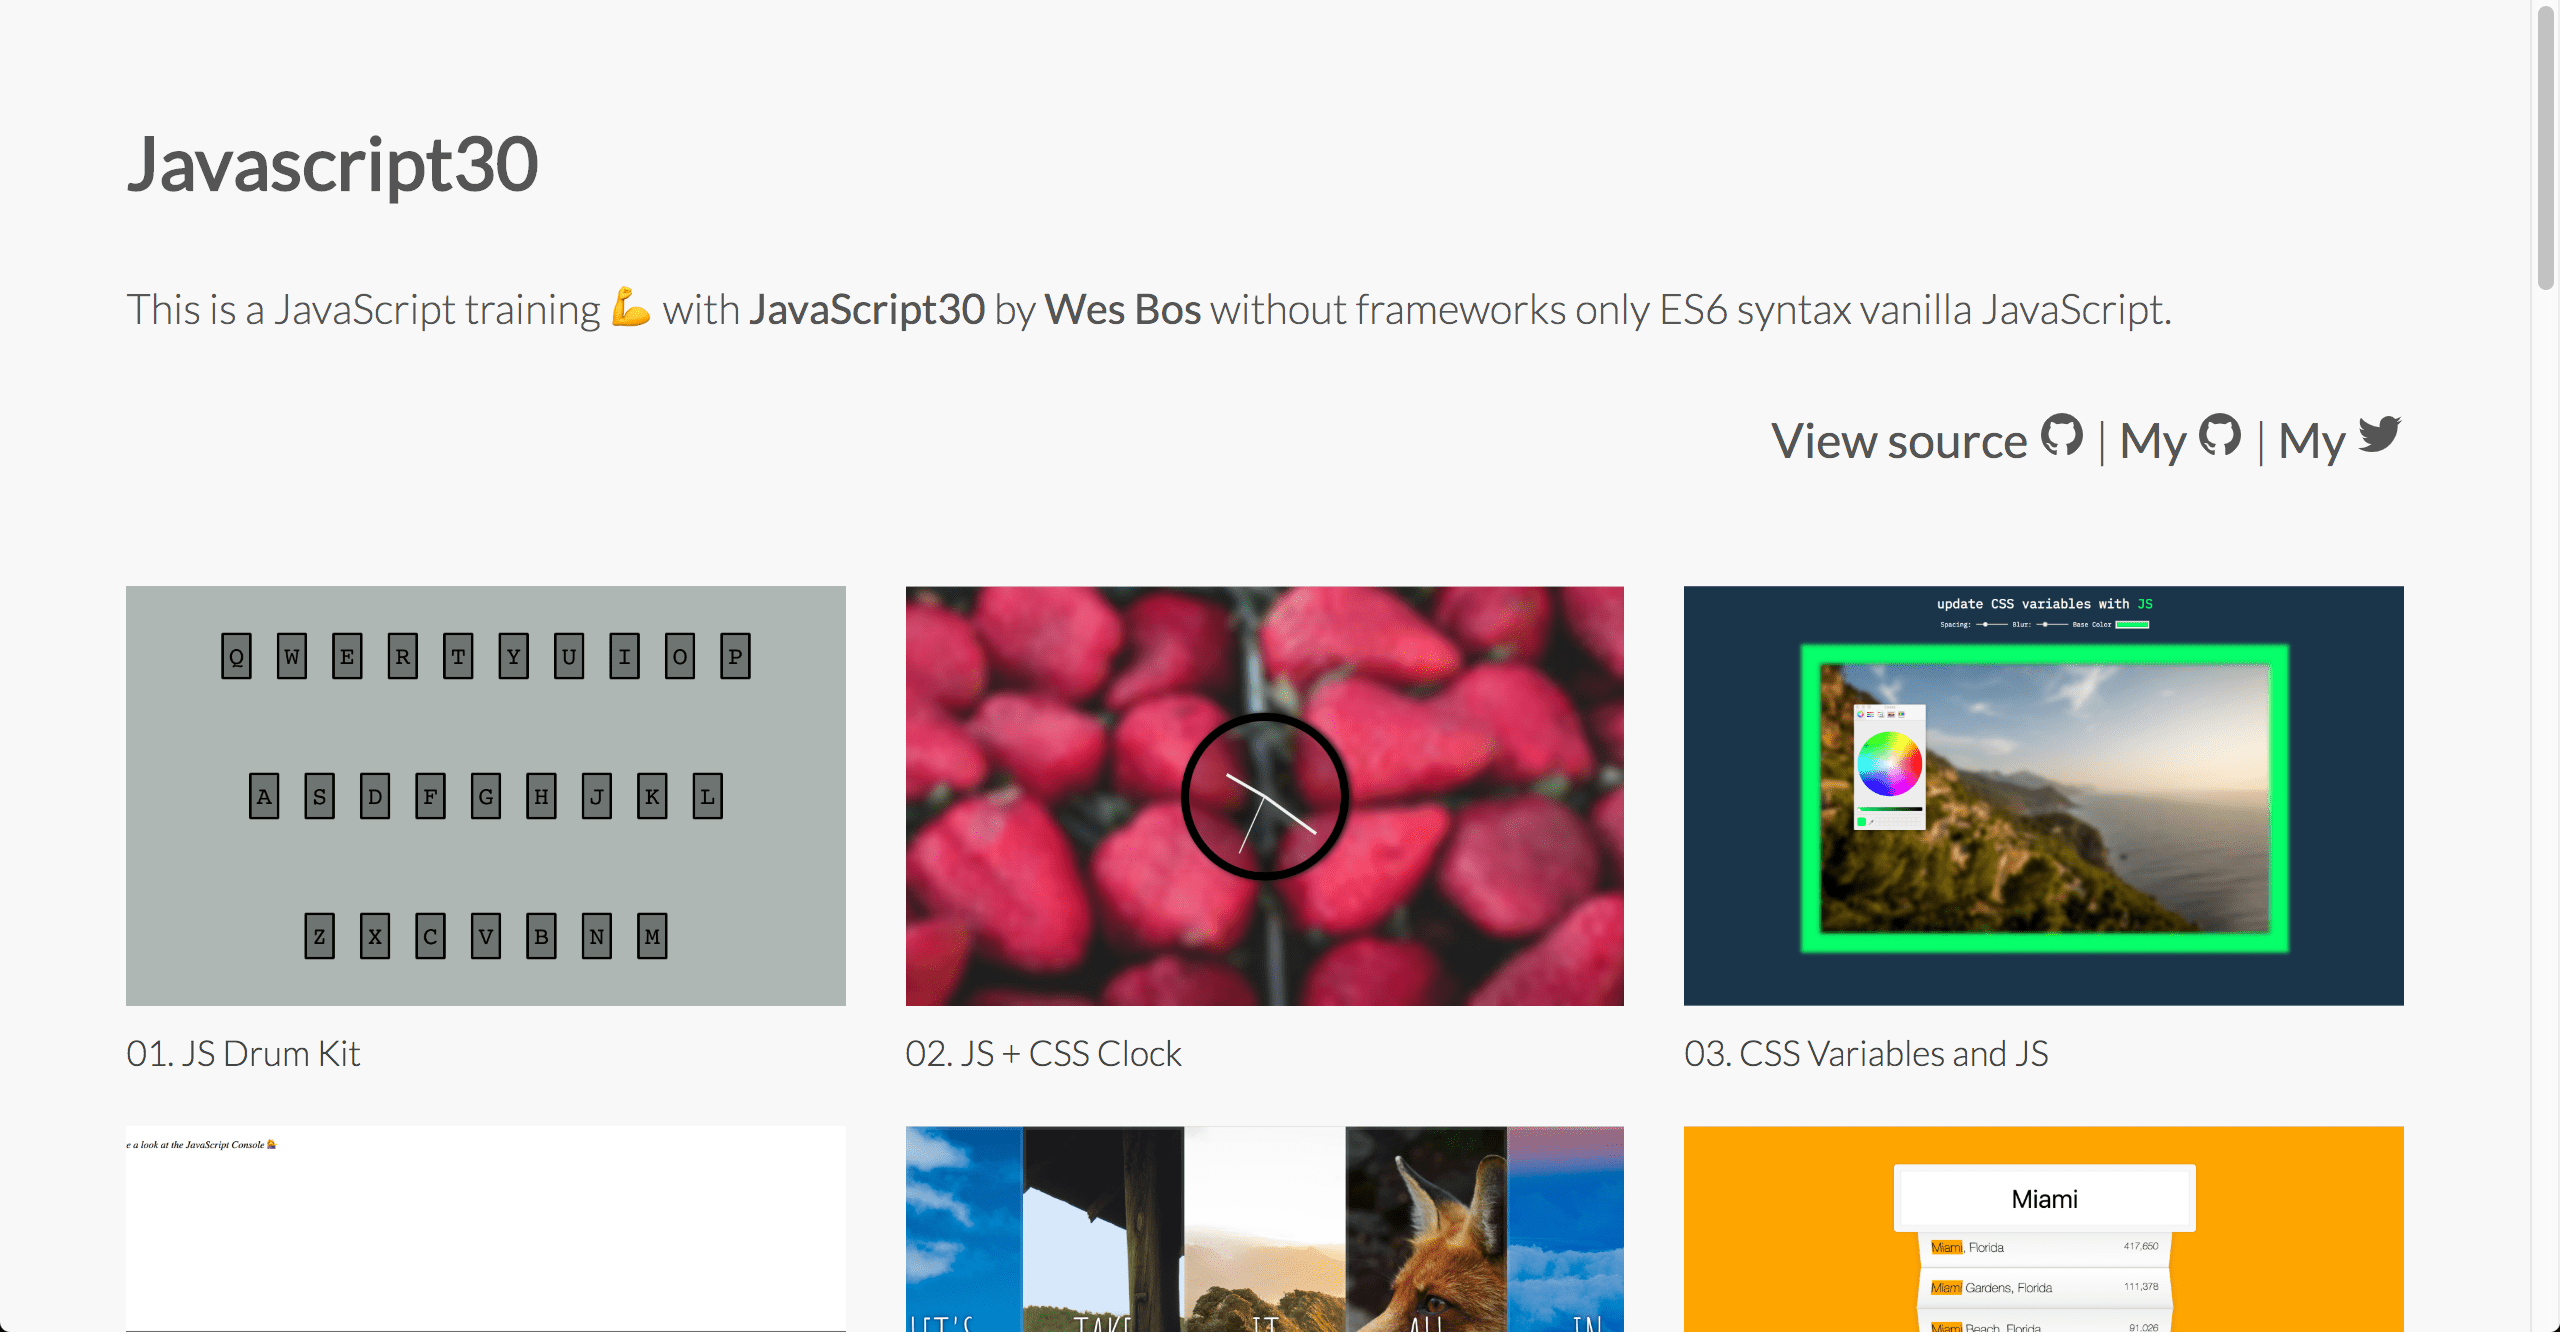 Javascript30
This is a JavaScript training 💪 with JavaScript30 by Wes Bos without frameworks only ES6 syntax vanilla JavaScript.
View source | My | My
Q W E R T Y U I O P
A S D F G H J K L
Z X C V B N M
update CSS variables with JS
Spacing: Blur: Base Color
01. JS Drum Kit
02. JS + CSS Clock
03. CSS Variables and JS
e a look at the JavaScript Console
LET'S TAKE IT ALL IN
Miami
Miami, Florida 417,650
Miami Gardens, Florida 111,378
Miami Beach, Florida 91,026